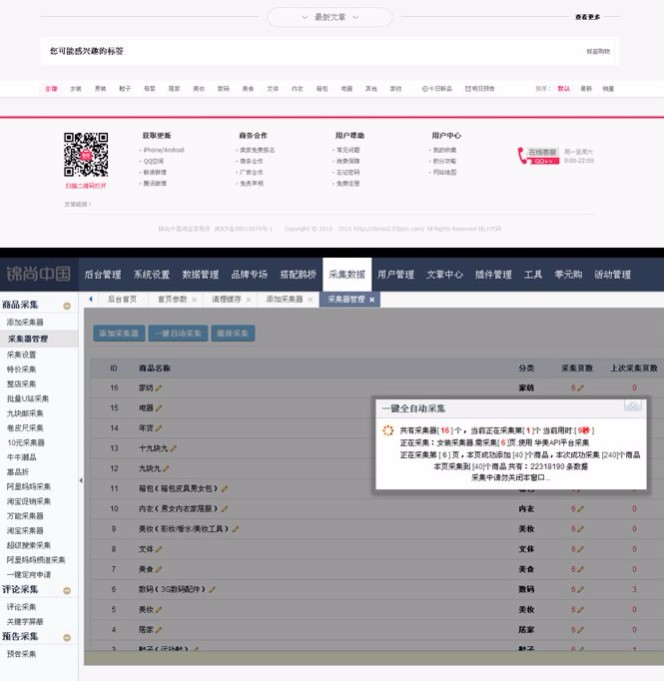 最新文章
查看更多
您可能感兴趣的标签
标签购物
全部 女装 男装 鞋子 母婴 居家 美妆 数码 美食 文体 内衣 箱包 电器 其他 家纺 今日新品 明日预告
排序: 默认 最新 销量
获取更新 商务合作 用户帮助 用户中心
iPhone/Android 卖家免费报名 常见问题 我的收藏
QQ空间 商务合作 消费保障 积分攻略
新浪微博 广告合作 忘记密码 网站地图
腾讯微博 免责声明 免费注册
扫描二维码打开
在线客服 周一至周六
GO>> 9:00-22:00
友情链接:
锦尚中国
后台管理 系统设置 数据管理 品牌专场 搭配鹊桥 采集数据 用户管理 文章中心 插件管理 工具 零元购 活动管理
商品采集
后台首页 首页参数 清理缓存 添加采集器 采集器管理
添加采集器
采集器管理
采集设置
特价采集
整店采集
批量U站采集
九块邮采集
卷皮尺采集
10元采集器
牛牛潮品
惠品折
阿里妈妈采集
淘宝促销采集
万能采集器
淘宝采集器
超级搜索采集
阿里妈妈频道采集
一键定向申请
评论采集
评论采集
关键字屏蔽
预告采集
预告采集
添加采集器 一键自动采集 继续采集
ID 商品名称 分类 采集页数 上次采集页数
16 家纺 家纺 6 0
15 电器
14 年货
13 十九块九
12 九块九
11 箱包(箱包皮具男女包)
10 内衣(男女内衣家居服) 内衣 6 0
9 美妆(彩妆/香水/美妆工具) 美妆 6 0
8 文体 文体 6 0
7 美食 美食 6 0
6 数码(3G数码配件) 数码 6 3
5 美妆 美妆 6 0
4 居家 居家 6 0
3 鞋子(运动鞋)
一键全自动采集
共有采集器[ 16 ]个,当前正在采集第[ 1 ]个 当前用时[ 9秒 ]
正在采集:女装采集器.需采集[ 6 ]页.使用 华美API平台采集
正在采集第 [ 6 ] 页,本页成功添加 [40 ]个商品,本次成功采集 [240]个商品
本页采集到 [40]个商品 共有:22318190 条数据
采集中请勿关闭本窗口...